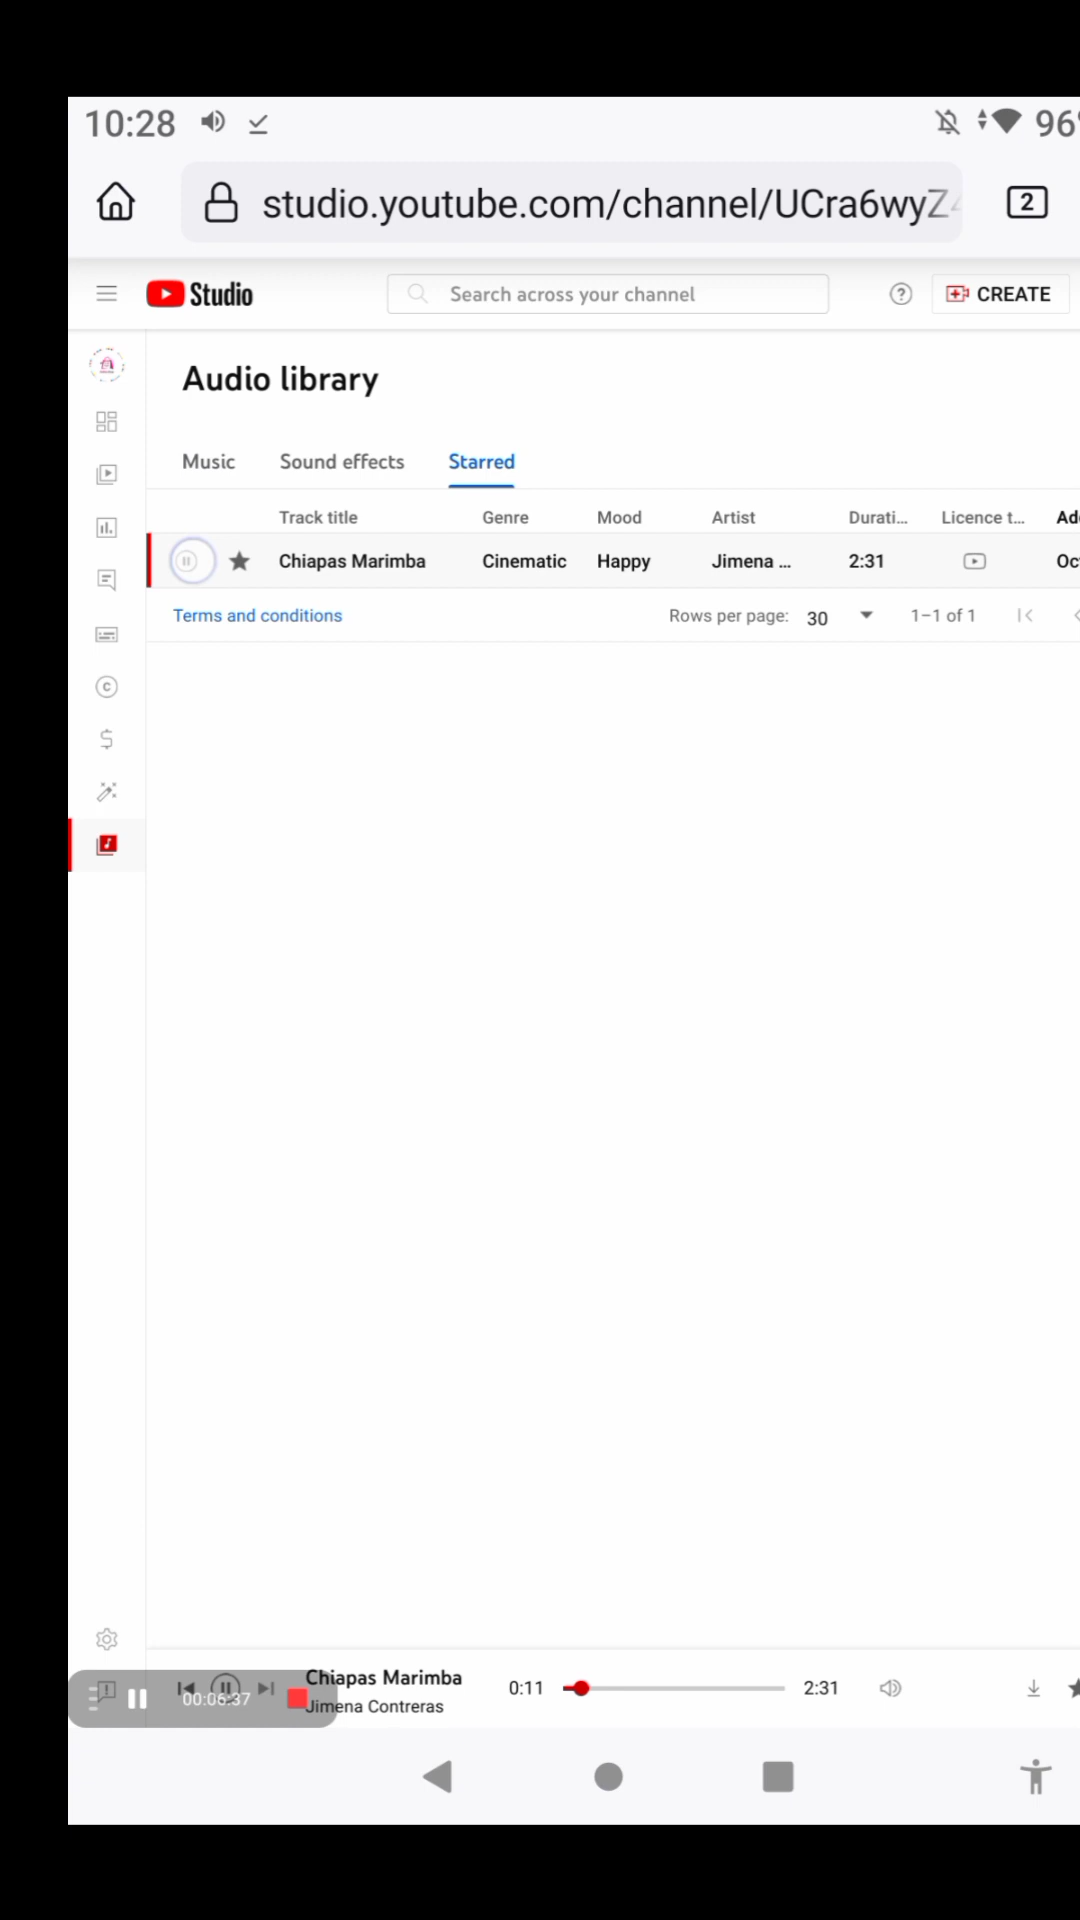 10:28
96
studio.youtube.com/channel/UCra6wyZ
2
Studio
Search across your channel
CREATE
Audio library
Music Sound effects Starred
Track title Genre Mood Artist Durati... Licence t...
Chiapas Marimba Cinematic Happy Jimena ... 2:31
Terms and conditions Rows per page: 30 1–1 of 1
Chiapas Marimba
0:11 2:31
00:06:37
Jimena Contreras